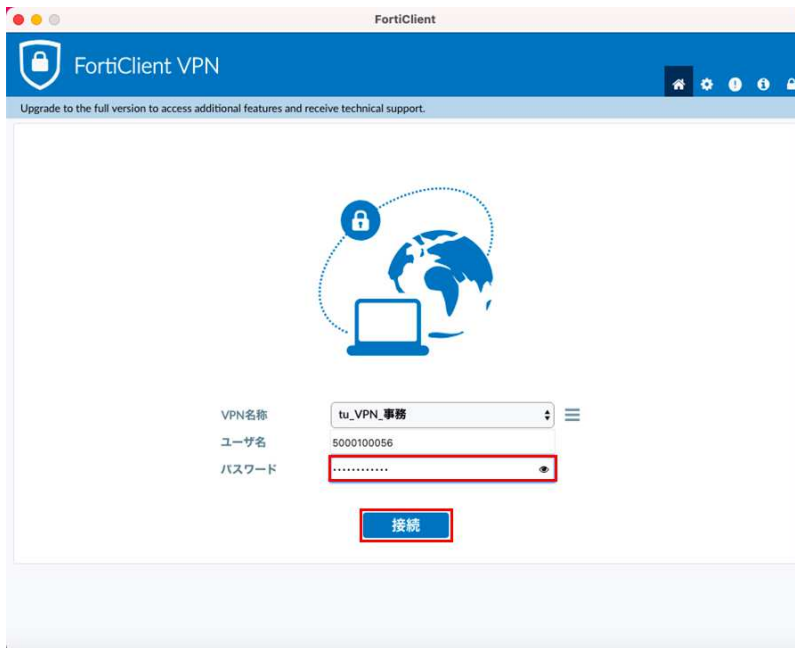 FortiClient
FortiClient VPN
Upgrade to the full version to access additional features and receive technical support.
VPN名称 tu_VPN_事務
ユーザ名 5000100056
パスワード ············
接続